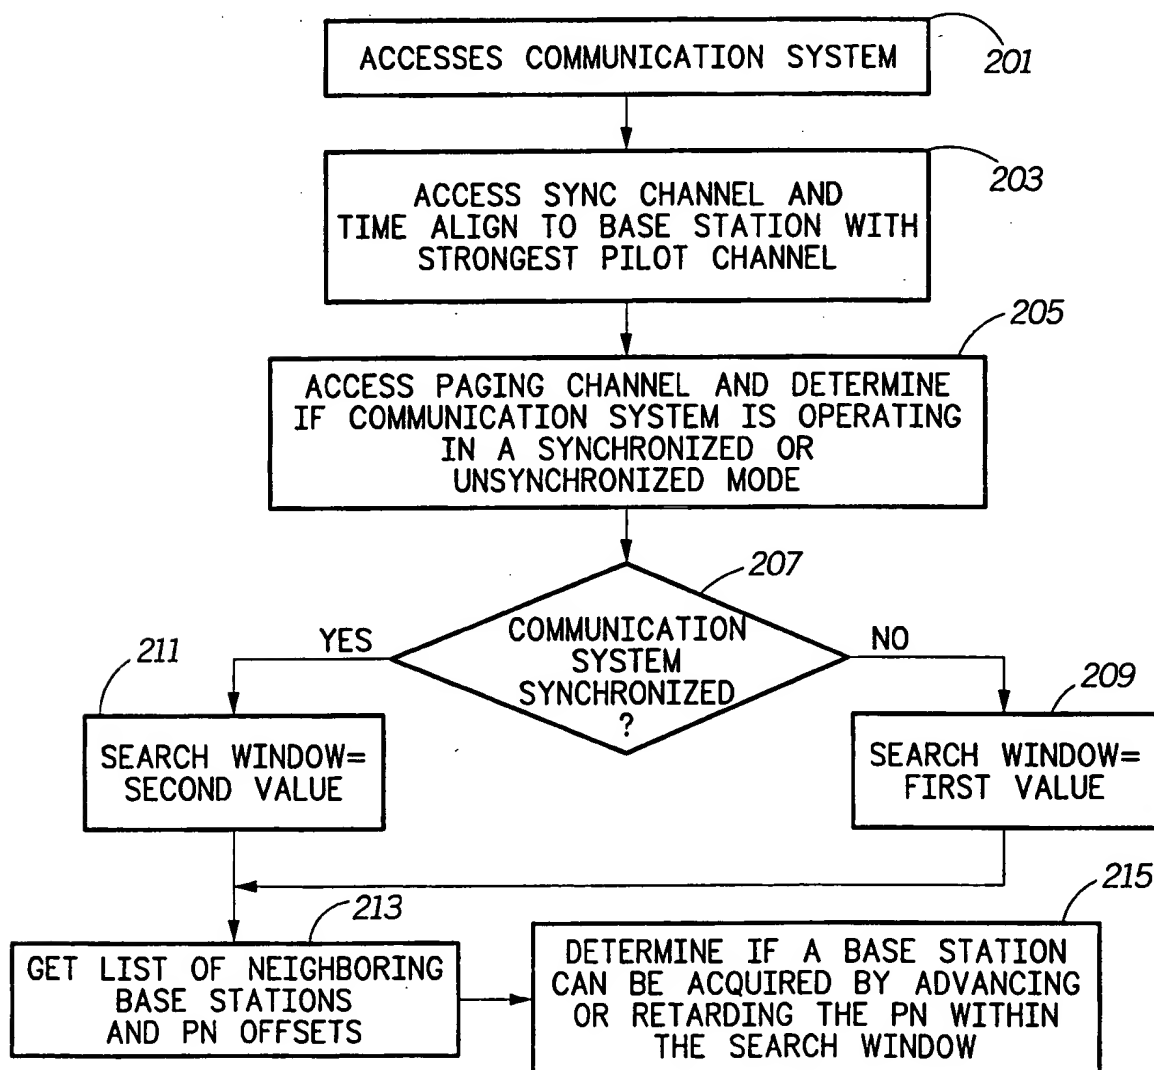 ACCESSES COMMUNICATION SYSTEM
201
ACCESS SYNC CHANNEL AND
TIME ALIGN TO BASE STATION WITH
STRONGEST PILOT CHANNEL
203
205
ACCESS PAGING CHANNEL AND DETERMINE
IF COMMUNICATION SYSTEM IS OPERATING
IN A SYNCHRONIZED OR
UNSYNCHRONIZED MODE
207
COMMUNICATION
SYSTEM
SYNCHRONIZED
?
YES
NO
211
SEARCH WINDOW=
SECOND VALUE
209
SEARCH WINDOW=
FIRST VALUE
213
GET LIST OF NEIGHBORING
BASE STATIONS
AND PN OFFSETS
215
DETERMINE IF A BASE STATION
CAN BE ACQUIRED BY ADVANCING
OR RETARDING THE PN WITHIN
THE SEARCH WINDOW